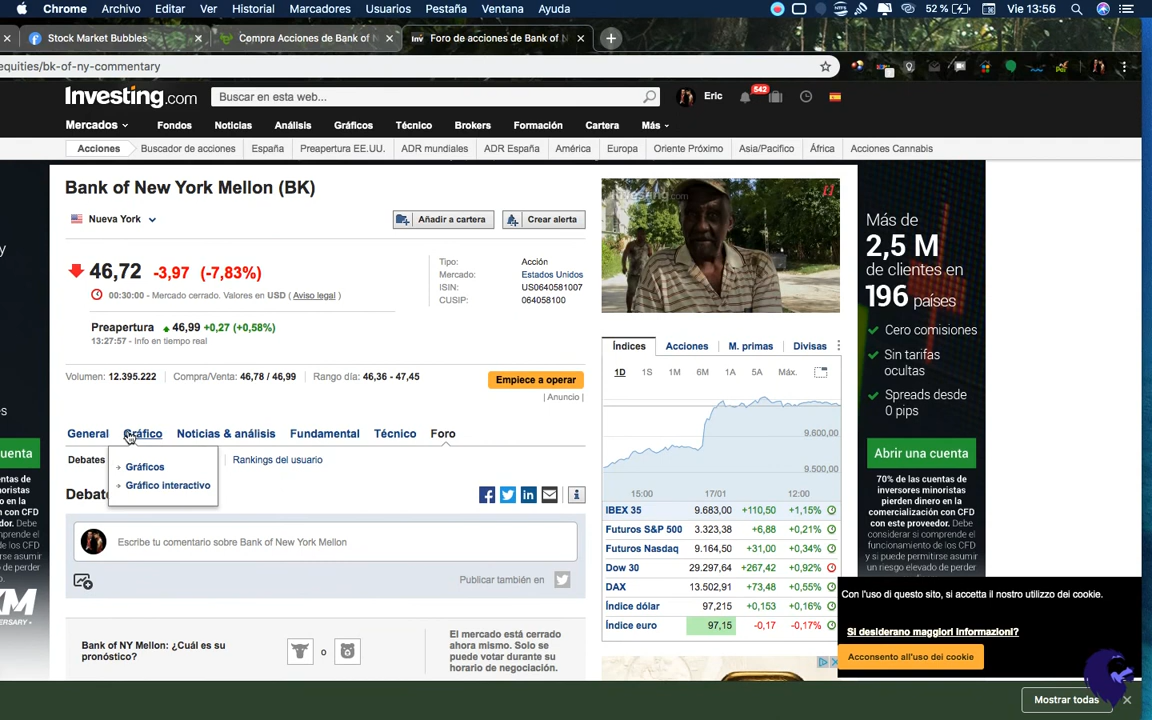 Chrome Archivo Editar Ver Historial Marcadores Usuarios Pestaña Ventana Ayuda 52 % Vie 13:56
Stock Market Bubbles Compra Acciones de Bank of N Foro de acciones de Bank of N
equities/bk-of-ny-commentary
Investing.com Buscar en esta web... Eric 542
Mercados Fondos Noticias Análisis Gráficos Técnico Brokers Formación Cartera Más
Acciones Buscador de acciones España Preapertura EE.UU. ADR mundiales ADR España América Europa Oriente Próximo Asia/Pacifico África Acciones Cannabis
Bank of New York Mellon (BK)
Nueva York Añadir a cartera Crear alerta
46,72 -3,97 (-7,83%)
00:30:00 - Mercado cerrado. Valores en USD ( Aviso legal )
Tipo: Acción
Mercado: Estados Unidos
ISIN: US0640581007
CUSIP: 064058100
Preapertura 46,99 +0,27 (+0,58%)
13:27:57 - Info en tiempo real
Volumen: 12.395.222 Compra/Venta: 46,78 / 46,99 Rango día: 46,36 - 47,45
Empiece a operar
| Anuncio |
General Gráfico Noticias & análisis Fundamental Técnico Foro
Debates Rankings del usuario
Gráficos
Gráfico interactivo
Escribe tu comentario sobre Bank of New York Mellon
Publicar también en
Bank of NY Mellon: ¿Cuál es su
pronóstico?
o
El mercado está cerrado
ahora mismo. Solo se
puede votar durante su
horario de negociación.
Investing.com
Índices Acciones M. primas Divisas
1D 1S 1M 6M 1A 5A Máx.
9.600,00
9.500,00
15:00 17/01 12:00
IBEX 35 9.683,00 +110,50 +1,15%
Futuros S&P 500 3.323,38 +6,88 +0,21%
Futuros Nasdaq 9.164,50 +31,00 +0,34%
Dow 30 29.297,64 +267,42 +0,92%
DAX 13.502,91 +73,48 +0,55%
Índice dólar 97,215 +0,153 +0,16%
Índice euro 97,15 -0,17 -0,17%
Más de
2,5 M
de clientes en
196 países
Cero comisiones
Sin tarifas
ocultas
Spreads desde
0 pips
Abrir una cuenta
70% de las cuentas de
inversores minoristas
pierden dinero en la
comercialización con CFD
con este proveedor. Debe
considerar si comprende el
funcionamiento de los CFD
y si puede permitirse asumir
un riesgo elevado de perder
Con l'uso di questo sito, si accetta il nostro utilizzo dei cookie.
Si desiderano maggiori informazioni?
Acconsento all'uso dei cookie
Mostrar todas